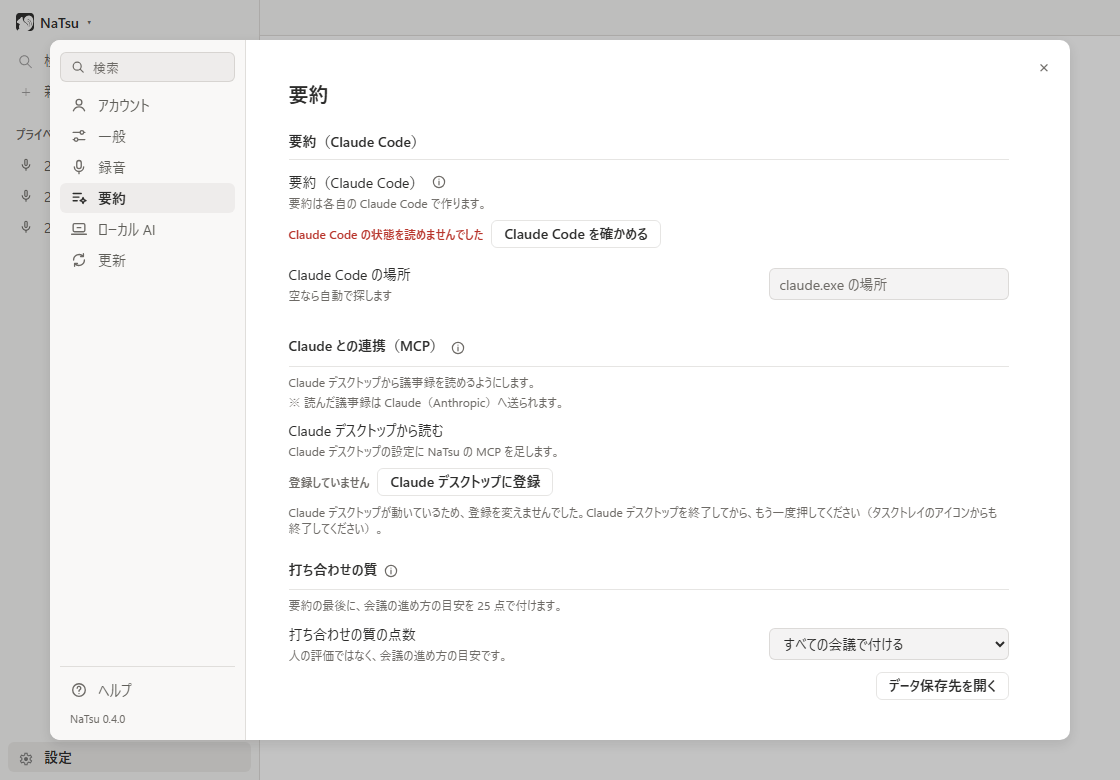 NaTsu
検索
アカウント
一般
録音
要約
ローカル AI
更新
ヘルプ
NaTsu 0.4.0
プライベ
2
2
2
設定
要約
要約（Claude Code）
要約（Claude Code）
要約は各自の Claude Code で作ります。
Claude Code の状態を読めませんでした
Claude Code を確かめる
Claude Code の場所
空なら自動で探します
claude.exe の場所
Claude との連携（MCP）
Claude デスクトップから議事録を読めるようにします。
※ 読んだ議事録は Claude（Anthropic）へ送られます。
Claude デスクトップから読む
Claude デスクトップの設定に NaTsu の MCP を足します。
登録していません
Claude デスクトップに登録
Claude デスクトップが動いているため、登録を変えませんでした。Claude デスクトップを終了してから、もう一度押してください（タスクトレイのアイコンからも
終了してください）。
打ち合わせの質
要約の最後に、会議の進め方の目安を 25 点で付けます。
打ち合わせの質の点数
人の評価ではなく、会議の進め方の目安です。
すべての会議で付ける
データ保存先を開く